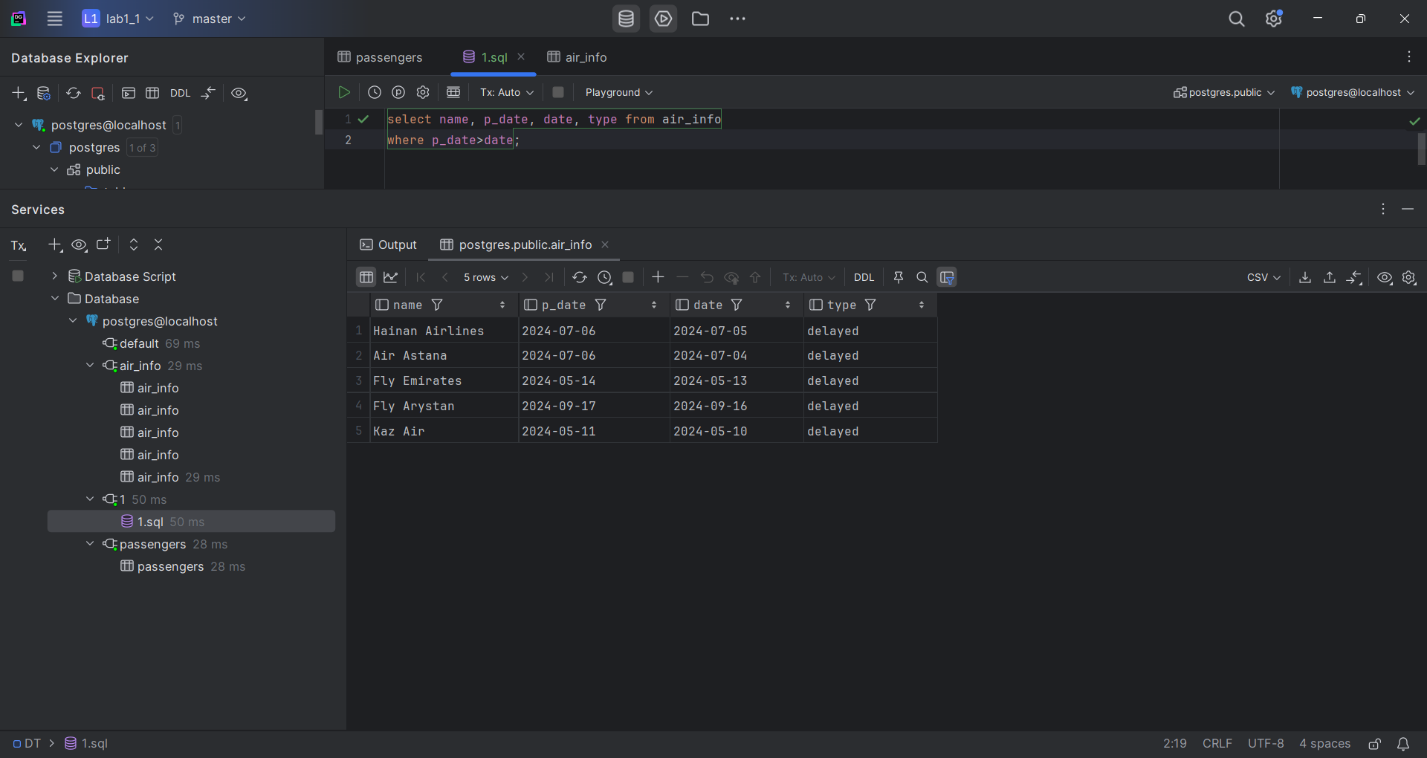 L1 lab1_1 master
Database Explorer
passengers 1.sql air_info
DDL
Tx: Auto Playground postgres.public postgres@localhost
postgres@localhost 1
postgres 1 of 3
public
1 select name, p_date, date, type from air_info
2 where p_date>date;
Services
Tx
Output postgres.public.air_info
5 rows Tx: Auto DDL CSV
Database Script
Database
postgres@localhost
default 69 ms
air_info 29 ms
air_info
air_info
air_info
air_info
air_info 29 ms
1 50 ms
1.sql 50 ms
passengers 28 ms
passengers 28 ms
name p_date date type
1 Hainan Airlines 2024-07-06 2024-07-05 delayed
2 Air Astana 2024-07-06 2024-07-04 delayed
3 Fly Emirates 2024-05-14 2024-05-13 delayed
4 Fly Arystan 2024-09-17 2024-09-16 delayed
5 Kaz Air 2024-05-11 2024-05-10 delayed
DT 1.sql
2:19 CRLF UTF-8 4 spaces